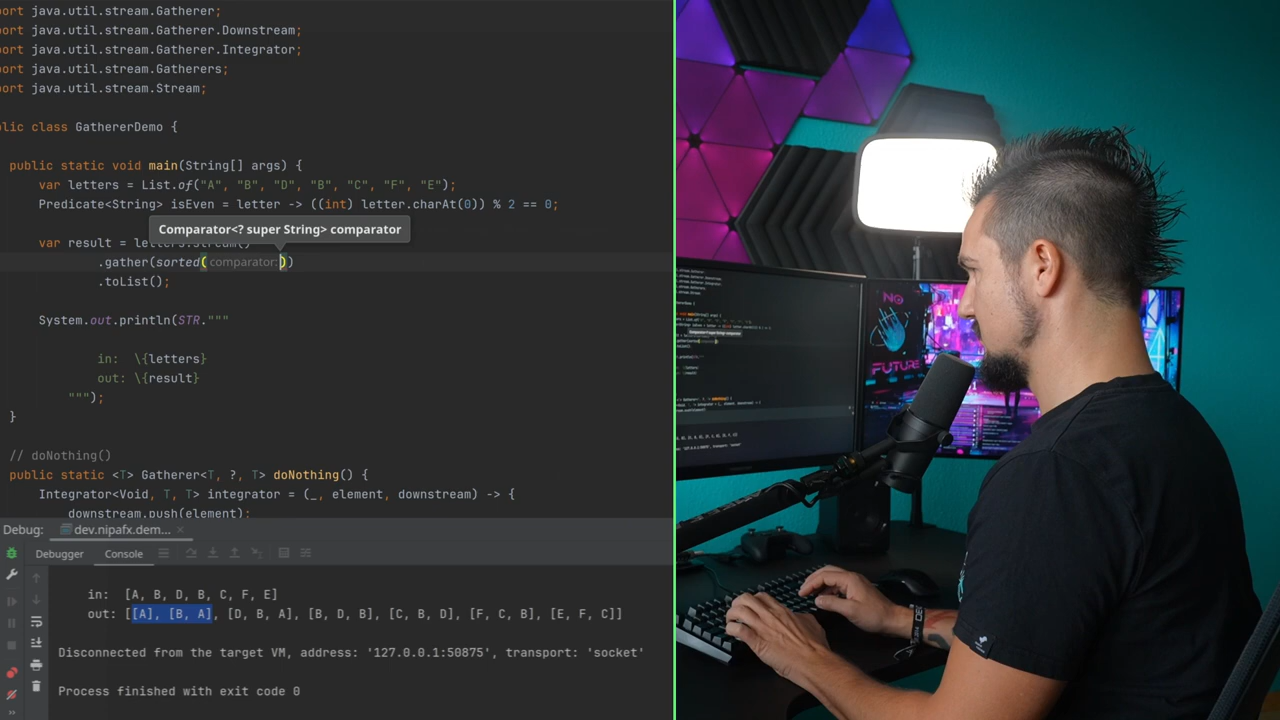 ort java.util.stream.Gatherer;
ort java.util.stream.Gatherer.Downstream;
ort java.util.stream.Gatherer.Integrator;
ort java.util.stream.Gatherers;
ort java.util.stream.Stream;
blic class GathererDemo {
public static void main(String[] args) {
var letters = List.of("A", "B", "D", "B", "C", "F", "E");
Predicate<String> isEven = letter -> ((int) letter.charAt(0)) % 2 == 0;
Comparator<? super String> comparator
var result = letters.stream()
.gather(sorted( comparator: ))
.toList();
System.out.println(STR."""
in:  \{letters}
out: \{result}
""");
}
// doNothing()
public static <T> Gatherer<T, ?, T> doNothing() {
Integrator<Void, T, T> integrator = (_, element, downstream) -> {
downstream.push(element);
Debug: dev.nipafx.dem... ×
Debugger Console
in:  [A, B, D, B, C, F, E]
out: [[A], [B, A], [D, B, A], [B, D, B], [C, B, D], [F, C, B], [E, F, C]]
Disconnected from the target VM, address: '127.0.0.1:50875', transport: 'socket'
Process finished with exit code 0
NO
FUTURE